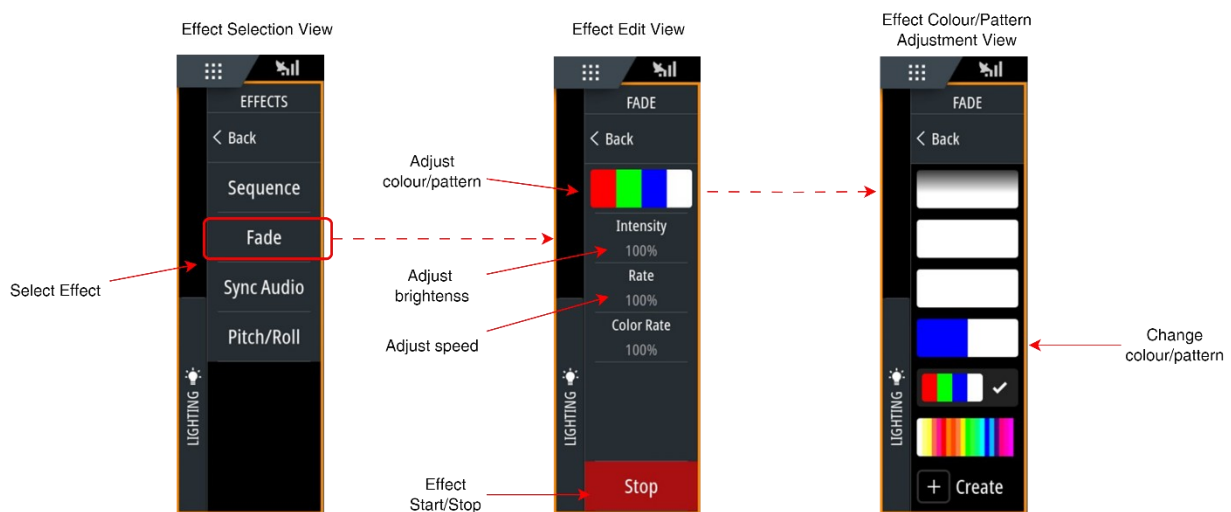 Effect Selection View
EFFECTS
< Back
Sequence
Fade
Sync Audio
Pitch/Roll
LIGHTING
Select Effect
Effect Edit View
FADE
< Back
Intensity
100%
Rate
100%
Color Rate
100%
LIGHTING
Stop
Adjust
colour/pattern
Adjust
brightenss
Adjust speed
Effect
Start/Stop
Effect Colour/Pattern
Adjustment View
FADE
< Back
LIGHTING
+ Create
Change
colour/pattern